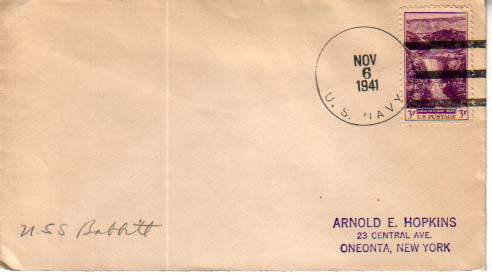 NOV
6
1941
U. S. NAVY
3¢ 3¢
U.S. POSTAGE
USS Babbitt
ARNOLD E. HOPKINS
23 CENTRAL AVE.
ONEONTA, NEW YORK